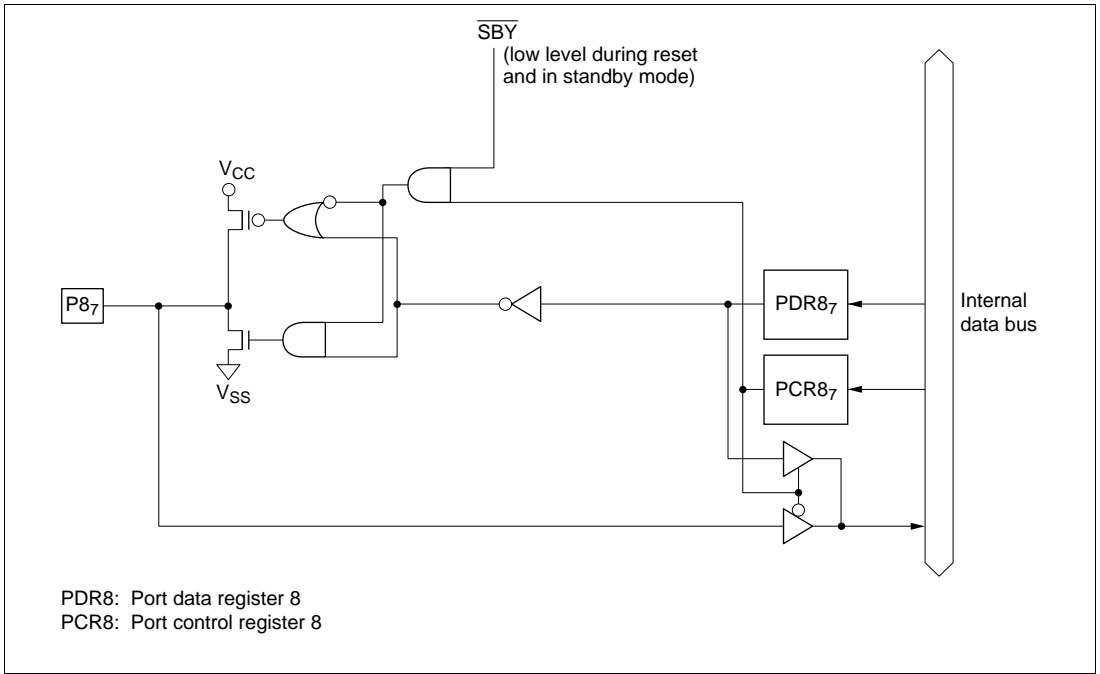 SBY
(low level during reset
and in standby mode)
VCC
P87
PDR87
Internal
data bus
PCR87
VSS
PDR8: Port data register 8
PCR8: Port control register 8